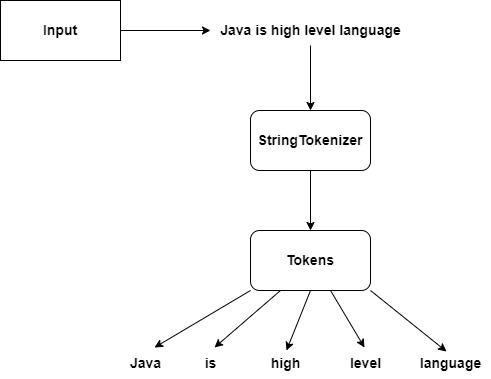 Input
Java is high level language
StringTokenizer
Tokens
Java is high level language